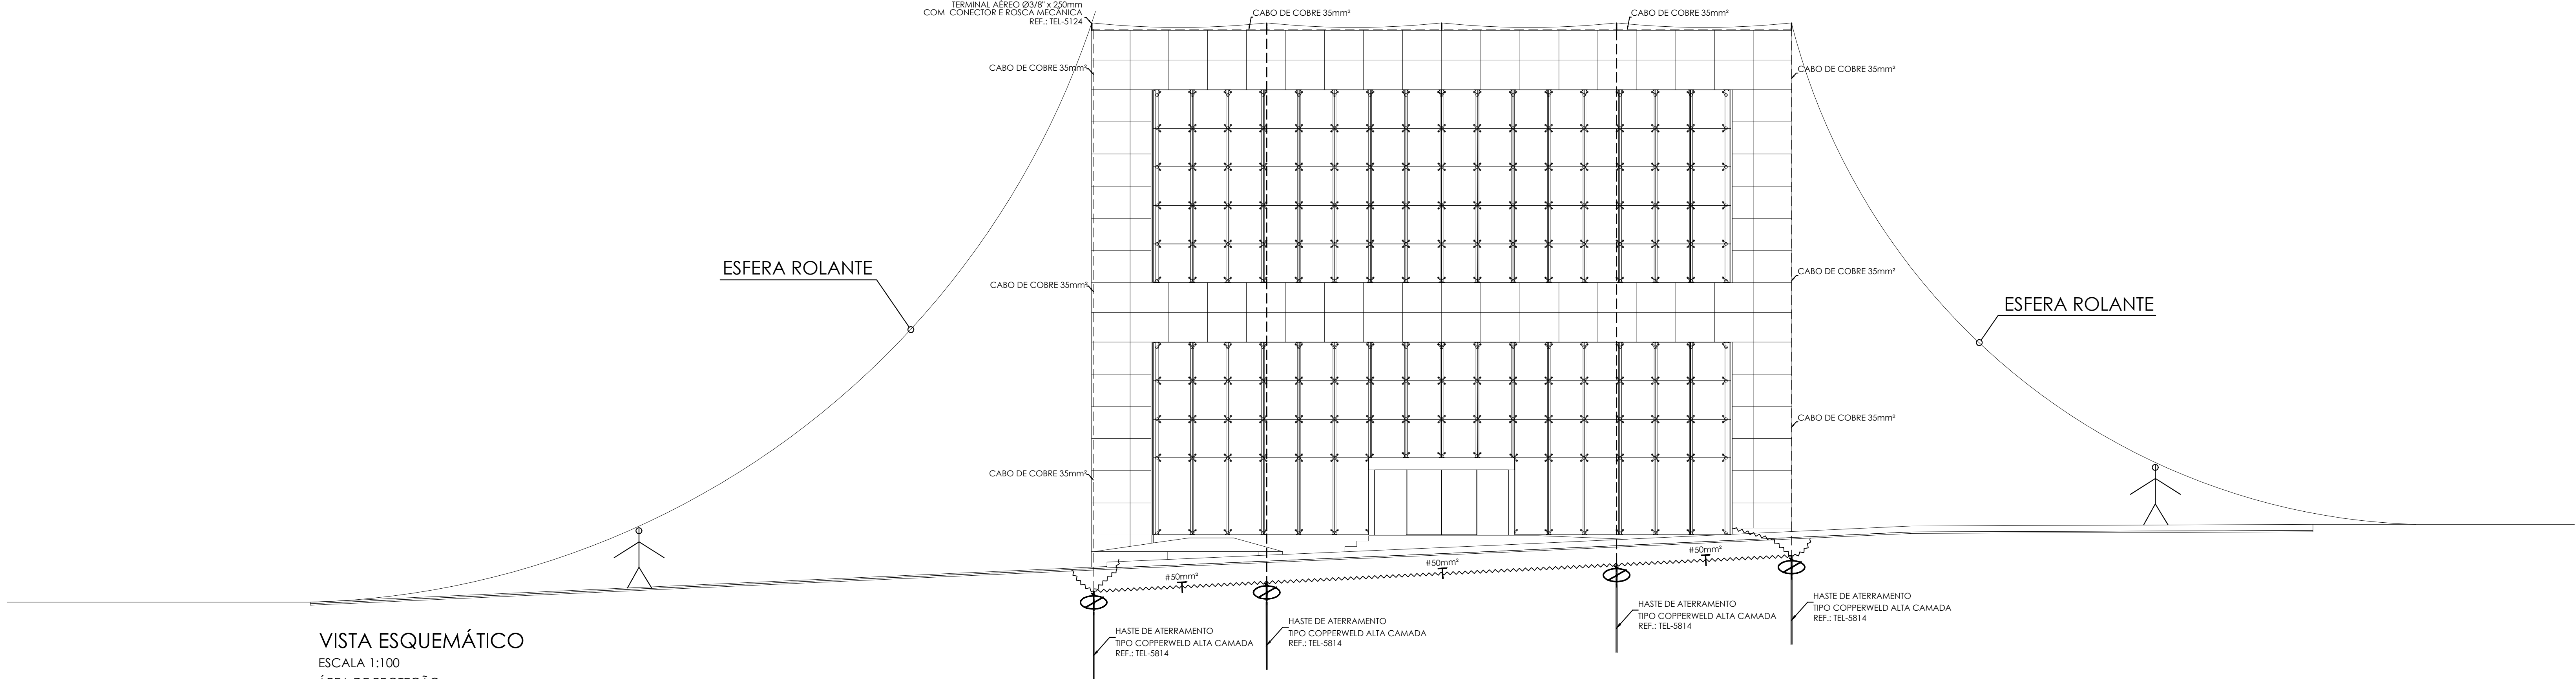 TERMINAL AÉREO Ø3/8" x 250mm
COM CONECTOR E ROSCA MECÂNICA
REF.: TEL-5124
CABO DE COBRE 35mm²
CABO DE COBRE 35mm²
CABO DE COBRE 35mm²
CABO DE COBRE 35mm²
ESFERA ROLANTE
CABO DE COBRE 35mm²
CABO DE COBRE 35mm²
ESFERA ROLANTE
CABO DE COBRE 35mm²
CABO DE COBRE 35mm²
#50mm²
#50mm²
#50mm²
HASTE DE ATERRAMENTO
TIPO COPPERWELD ALTA CAMADA
REF.: TEL-5814
HASTE DE ATERRAMENTO
TIPO COPPERWELD ALTA CAMADA
REF.: TEL-5814
HASTE DE ATERRAMENTO
TIPO COPPERWELD ALTA CAMADA
REF.: TEL-5814
HASTE DE ATERRAMENTO
TIPO COPPERWELD ALTA CAMADA
REF.: TEL-5814
VISTA ESQUEMÁTICO
ESCALA 1:100
ÁREA DE PROTEÇÃO